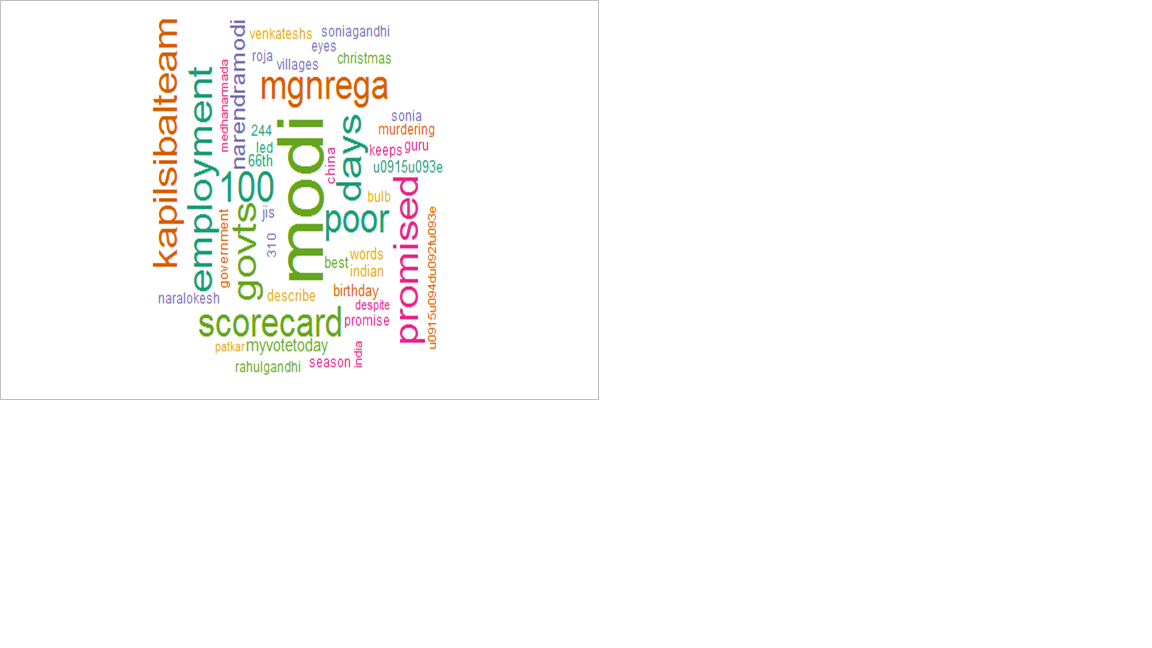 kapilsibalteam
employment
narendramodi
venkateshs
soniagandhi
eyes
roja
villages
christmas
medhanarmada
mgnrega
244
led
66th
100
modi
china
days
sonia
murdering
keeps
guru
u0915u093e
bulb
poor
promised
u0915u094du092fu093e
government
govts
jis
310
best
words
indian
naralokesh
describe
birthday
despite
scorecard
promise
patkar
myvotetoday
rahulgandhi
season
india